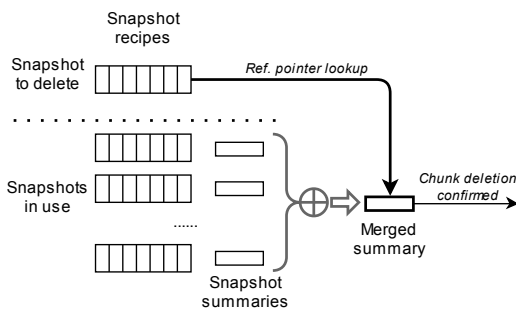 Snapshot
recipes
Snapshot
to delete
Ref. pointer lookup
Snapshots
in use
......
Chunk deletion
confirmed
Merged
summary
Snapshot
summaries